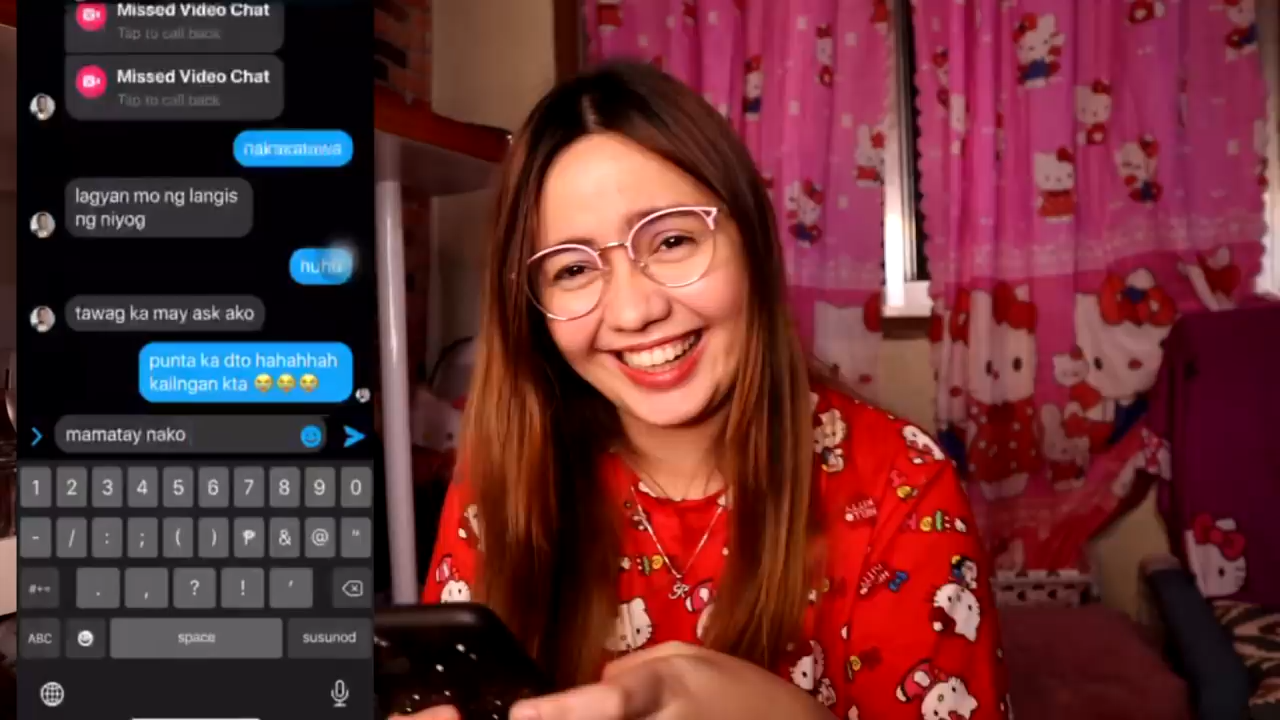 Missed Video Chat
Tap to call back
Missed Video Chat
Tap to call back
nakakatawa
lagyan mo ng langis
ng niyog
huhu
tawag ka may ask ako
punta ka dto hahahhah
kailngan kta 😂😂😂
mamatay nako
1 2 3 4 5 6 7 8 9 0
- / : ; ( ) ₱ & @ "
#+= . , ? ! '
ABC space susunod